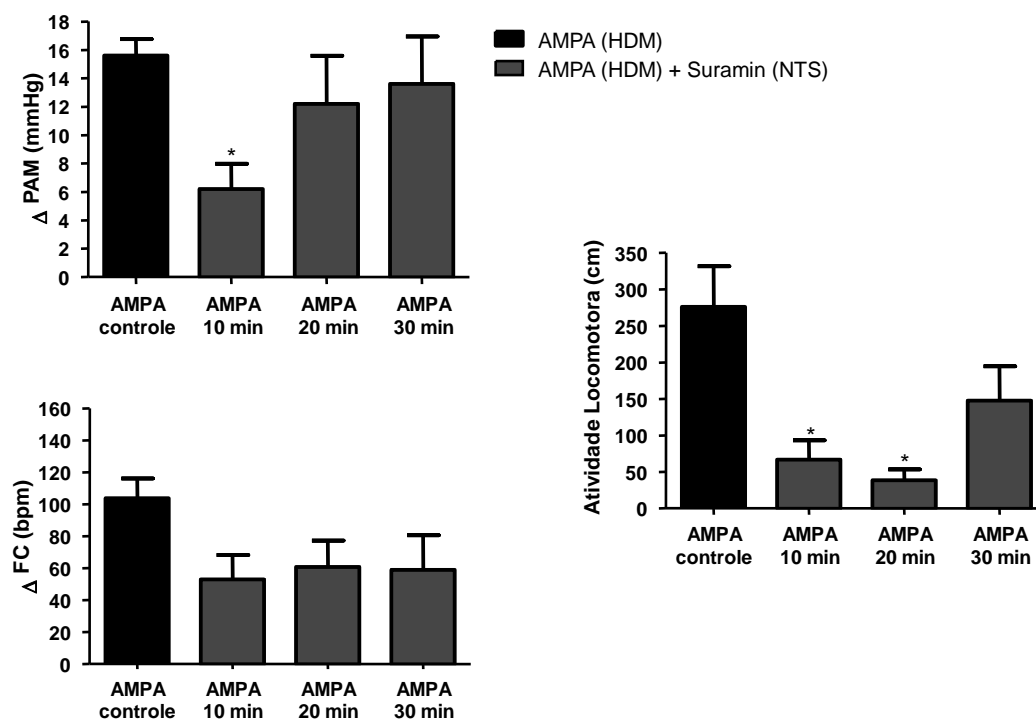 AMPA (HDM)
AMPA (HDM) + Suramin (NTS)
Δ PAM (mmHg)
18
16
14
12
10
8
6
4
2
0
*
AMPA controle
AMPA 10 min
AMPA 20 min
AMPA 30 min
Δ FC (bpm)
160
140
120
100
80
60
40
20
0
AMPA controle
AMPA 10 min
AMPA 20 min
AMPA 30 min
Atividade Locomotora (cm)
350
300
250
200
150
100
50
0
*
*
AMPA controle
AMPA 10 min
AMPA 20 min
AMPA 30 min